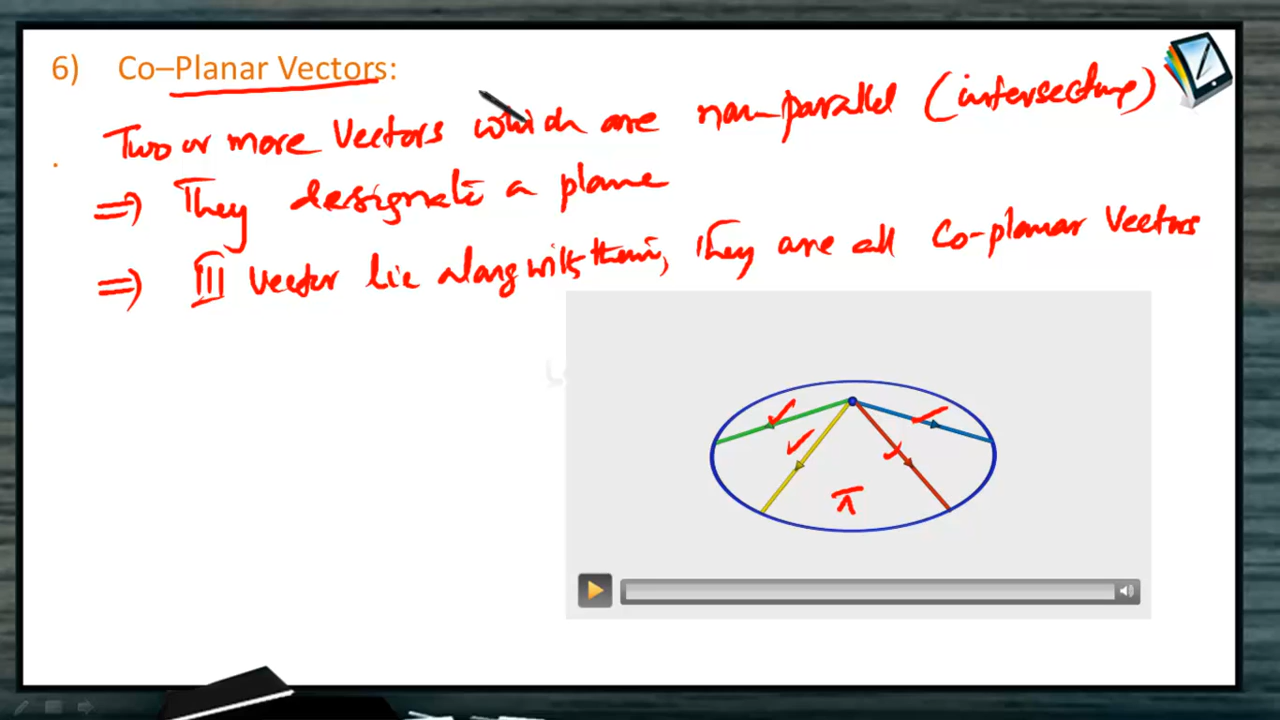 6) Co–Planar Vectors:
Two or more Vectors which are non-parallel (intersecting)
⇒ They designate a plane
⇒ III vector lie along with them, They are all Co-planar Vectors
π